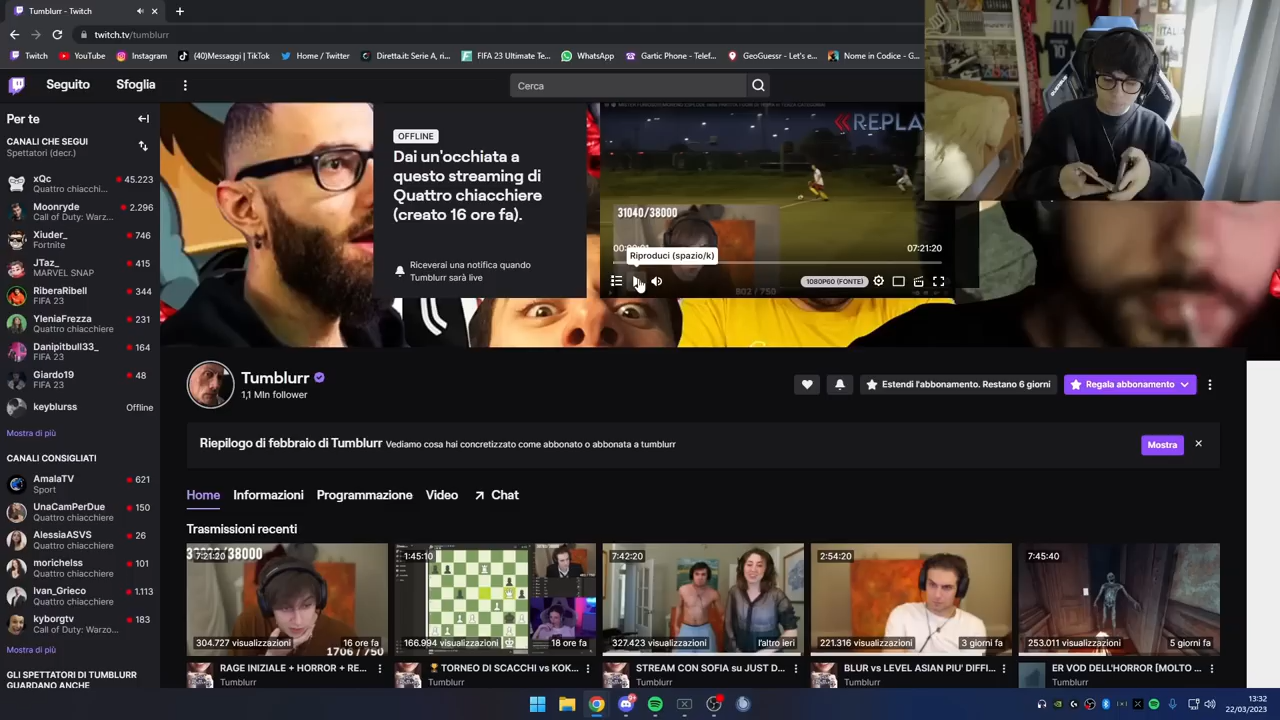 Tumblurr - Twitch
twitch.tv/tumblurr
Twitch
YouTube
Instagram
(40)Messaggi | TikTok
Home / Twitter
Diretta.it: Serie A, ri...
FIFA 23 Ultimate Te...
WhatsApp
Gartic Phone - Telef...
GeoGuessr - Let's e...
Nome in Codice - G...
Seguito
Sfoglia
Cerca
Per te
CANALI CHE SEGUI
Spettatori (decr.)
xQc
45.223
Quattro chiacchi...
Moonryde
2.296
Call of Duty: Warz...
Xiuder_
746
Fortnite
JTaz_
415
MARVEL SNAP
RiberaRibell
344
FIFA 23
YleniaFrezza
231
FIFA 23
Danipitbull33_
164
FIFA 23
Giardo19
48
FIFA 23
keyblurss
Offline
Mostra di più
CANALI CONSIGLIATI
AmalaTV
621
Sport
UnaCamPerDue
150
Quattro chiacchiere
AlessiaASVS
26
Quattro chiacchiere
morichelss
101
Quattro chiacchiere
Ivan_Grieco
1.113
Quattro chiacchiere
kyborgtv
183
Call of Duty: Warzo...
Mostra di più
GLI SPETTATORI DI TUMBLURR
GUARDANO ANCHE
OFFLINE
Dai un'occhiata a
questo streaming di
Quattro chiacchiere
(creato 16 ore fa).
Riceverai una notifica quando
Tumblurr sarà live
REPLAY
31040/38000
07:21:20
Riproduci (spazio/k)
1080P60 (FONTE)
802 / 750
Tumblurr
1,1 Mln follower
Estendi l'abbonamento. Restano 6 giorni
Regala abbonamento
Riepilogo di febbraio di Tumblurr Vediamo cosa hai concretizzato come abbonato o abbonata a tumblurr
Mostra
Home
Informazioni
Programmazione
Video
Chat
Trasmissioni recenti
7:21:20
304.727 visualizzazioni
16 ore fa
1706 / 750
RAGE INIZIALE + HORROR + RE...
Tumblurr
1:45:10
166.994 visualizzazioni
18 ore fa
TORNEO DI SCACCHI vs KOK...
Tumblurr
7:42:20
327.423 visualizzazioni
l'altro ieri
STREAM CON SOFIA su JUST D...
Tumblurr
2:54:20
221.316 visualizzazioni
3 giorni fa
BLUR vs LEVEL ASIAN PIU' DIFFI...
Tumblurr
7:45:40
253.011 visualizzazioni
5 giorni fa
ER VOD DELL'HORROR [MOLTO ...
Tumblurr
13:32
22/03/2023